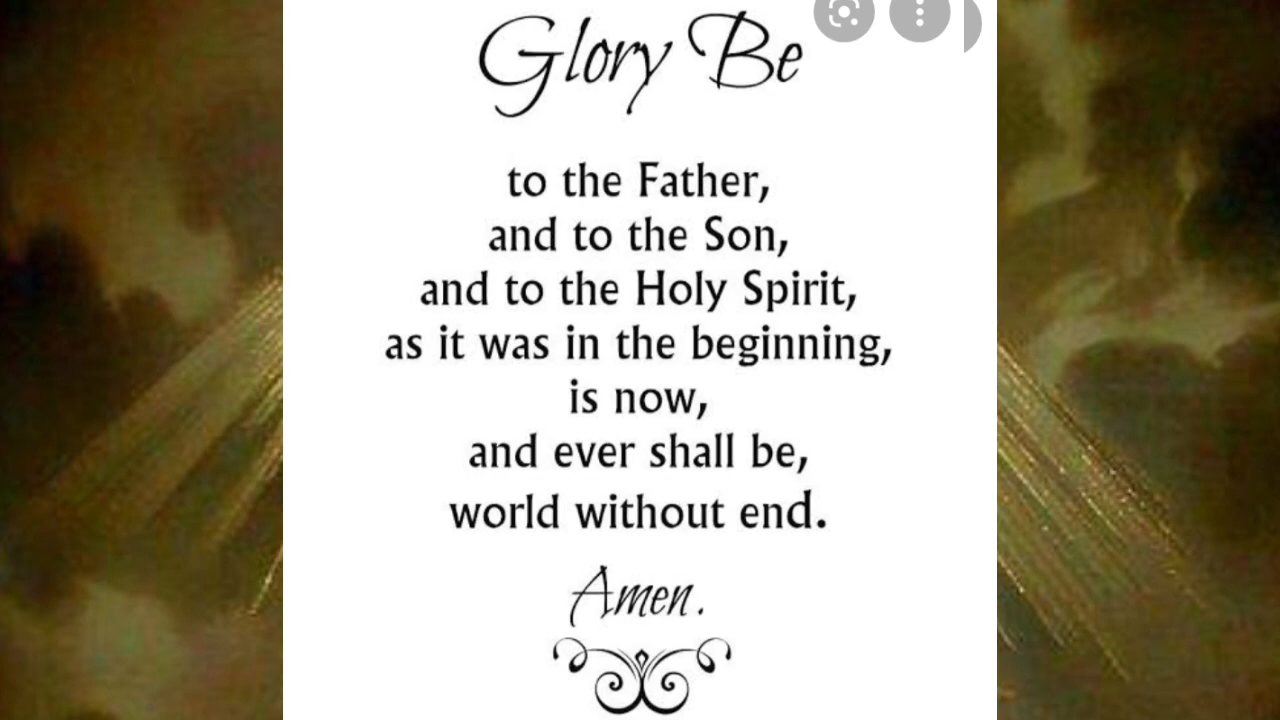 Glory Be
to the Father,
and to the Son,
and to the Holy Spirit,
as it was in the beginning,
is now,
and ever shall be,
world without end.
Amen.